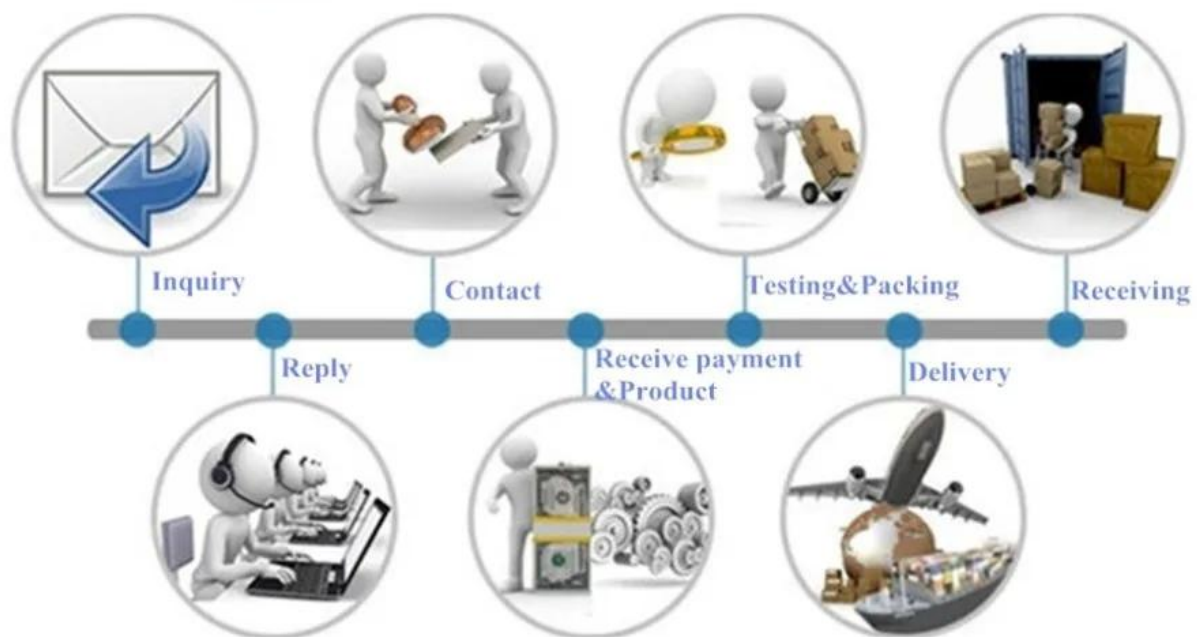 Inquiry
Reply
Contact
Receive payment
&Product
Testing&Packing
Delivery
Receiving